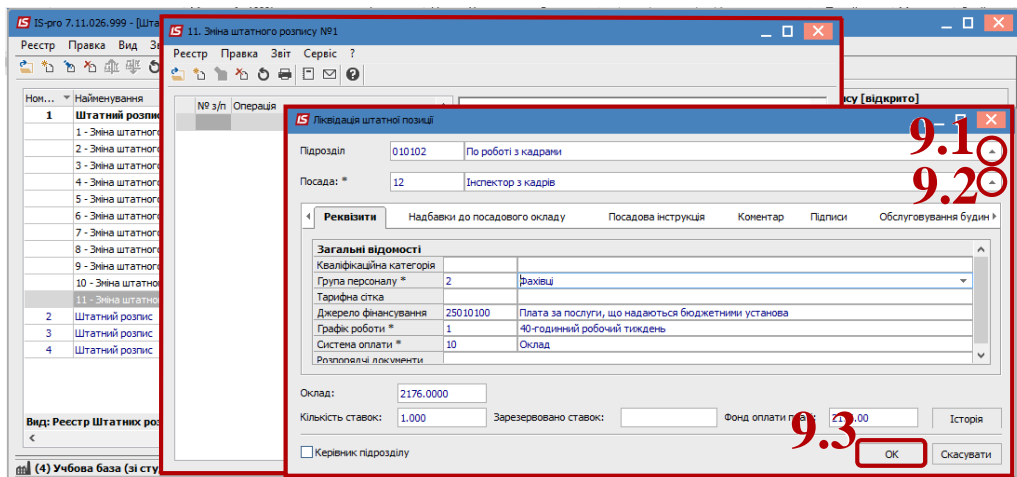 IS-pro 7.11.026.999 - [Шта
Реєстр Правка Вид
Ном... Найменування
1 Штатний розпис
1 - Зміна штатного
2 - Зміна штатного
3 - Зміна штатного
4 - Зміна штатного
5 - Зміна штатного
6 - Зміна штатного
7 - Зміна штатного
8 - Зміна штатного
9 - Зміна штатного
10 - Зміна штатно
11 - Зміна штатно
2 Штатний розпис
3 Штатний розпис
4 Штатний розпис
Вид: Реєстр Штатних роз
(4) Учбова база (зі сту
11. Зміна штатного розпису №1
Реєстр Правка Звіт Сервіс ?
№ з/п Операція
ису [відкрито]
Ліквідація штатної позиції
9.1
Підрозділ 010102 По роботі з кадрами
9.2
Посада: * 12 Інспектор з кадрів
Реквізити Надбавки до посадового окладу Посадова інструкція Коментар Підписи Обслуговування будин
Загальні відомості
Кваліфікаційна категорія
Група персоналу * 2 Фахівці
Тарифна сітка
Джерело фінансування 25010100 Плата за послуги, що надаються бюджетними установа
Графік роботи * 1 40-годинний робочий тиждень
Система оплати * 10 Оклад
Розпорядчі документи
Оклад: 2176.0000
Кількість ставок: 1.000 Зарезервовано ставок: Фонд оплати Історія
9.3
Керівник підрозділу OK Скасувати